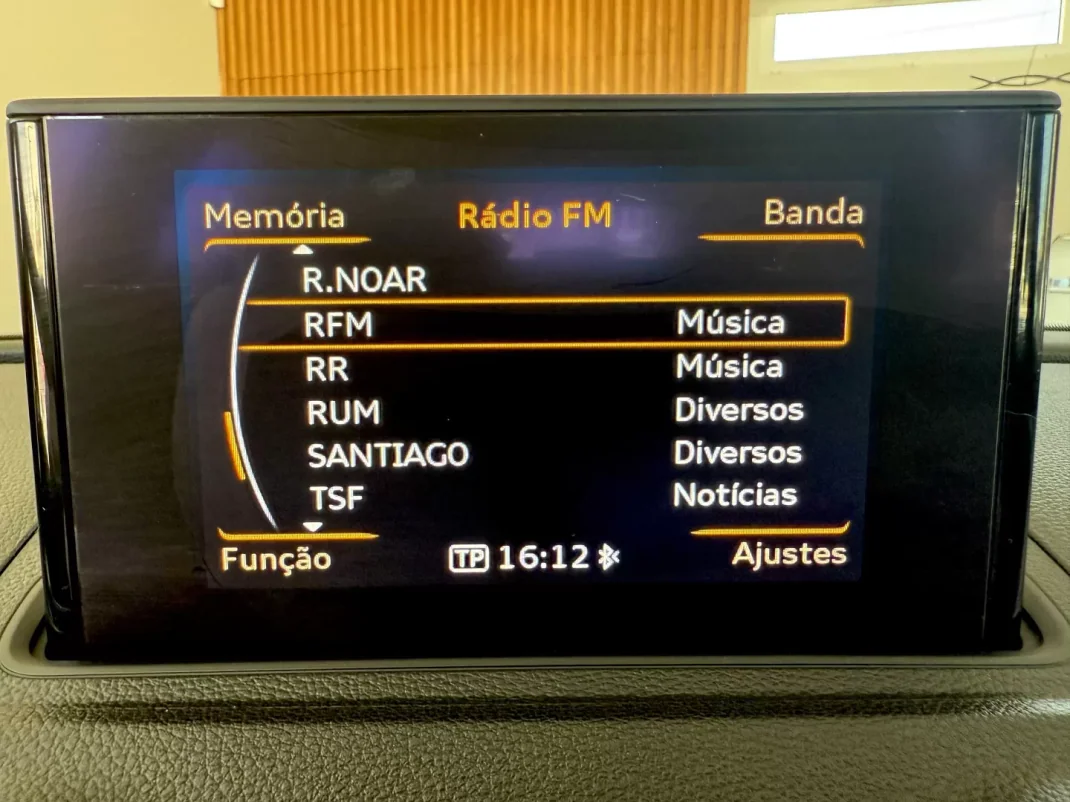 Memória Rádio FM Banda
R.NOAR
RFM Música
RR Música
RUM Diversos
SANTIAGO Diversos
TSF Notícias
Função TP 16:12 Ajustes